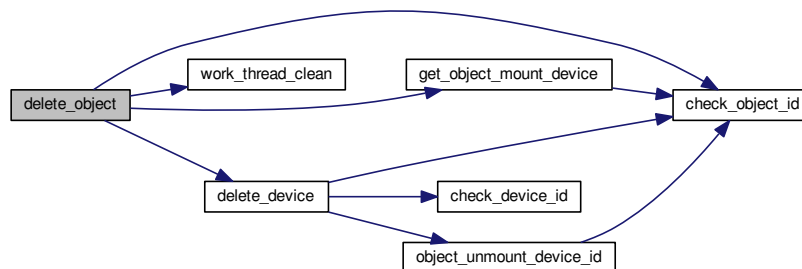 work_thread_clean
get_object_mount_device
delete_object
check_object_id
delete_device
check_device_id
object_unmount_device_id